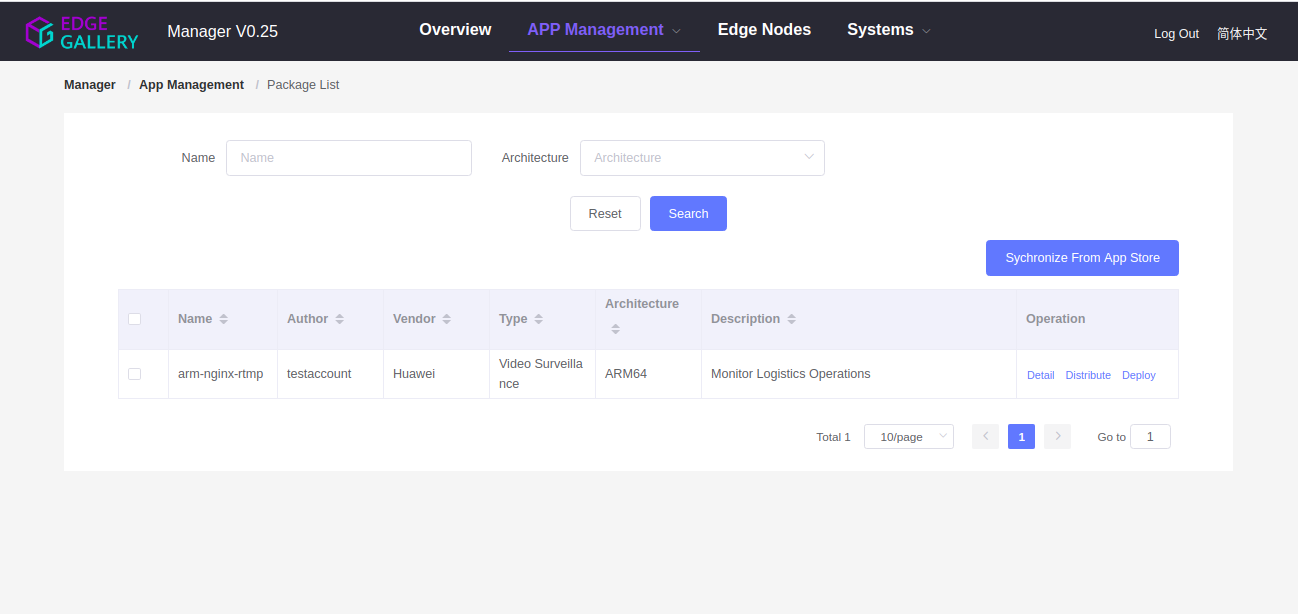 EDGE
GALLERY
Manager V0.25
Overview
APP Management
Edge Nodes
Systems
Log Out
简体中文
Manager / App Management / Package List
Name
Name
Architecture
Architecture
Reset
Search
Sychronize From App Store
Name
Author
Vendor
Type
Architecture
Description
Operation
arm-nginx-rtmp
testaccount
Huawei
Video Surveilla
nce
ARM64
Monitor Logistics Operations
Detail
Distribute
Deploy
Total 1
10/page
1
Go to
1